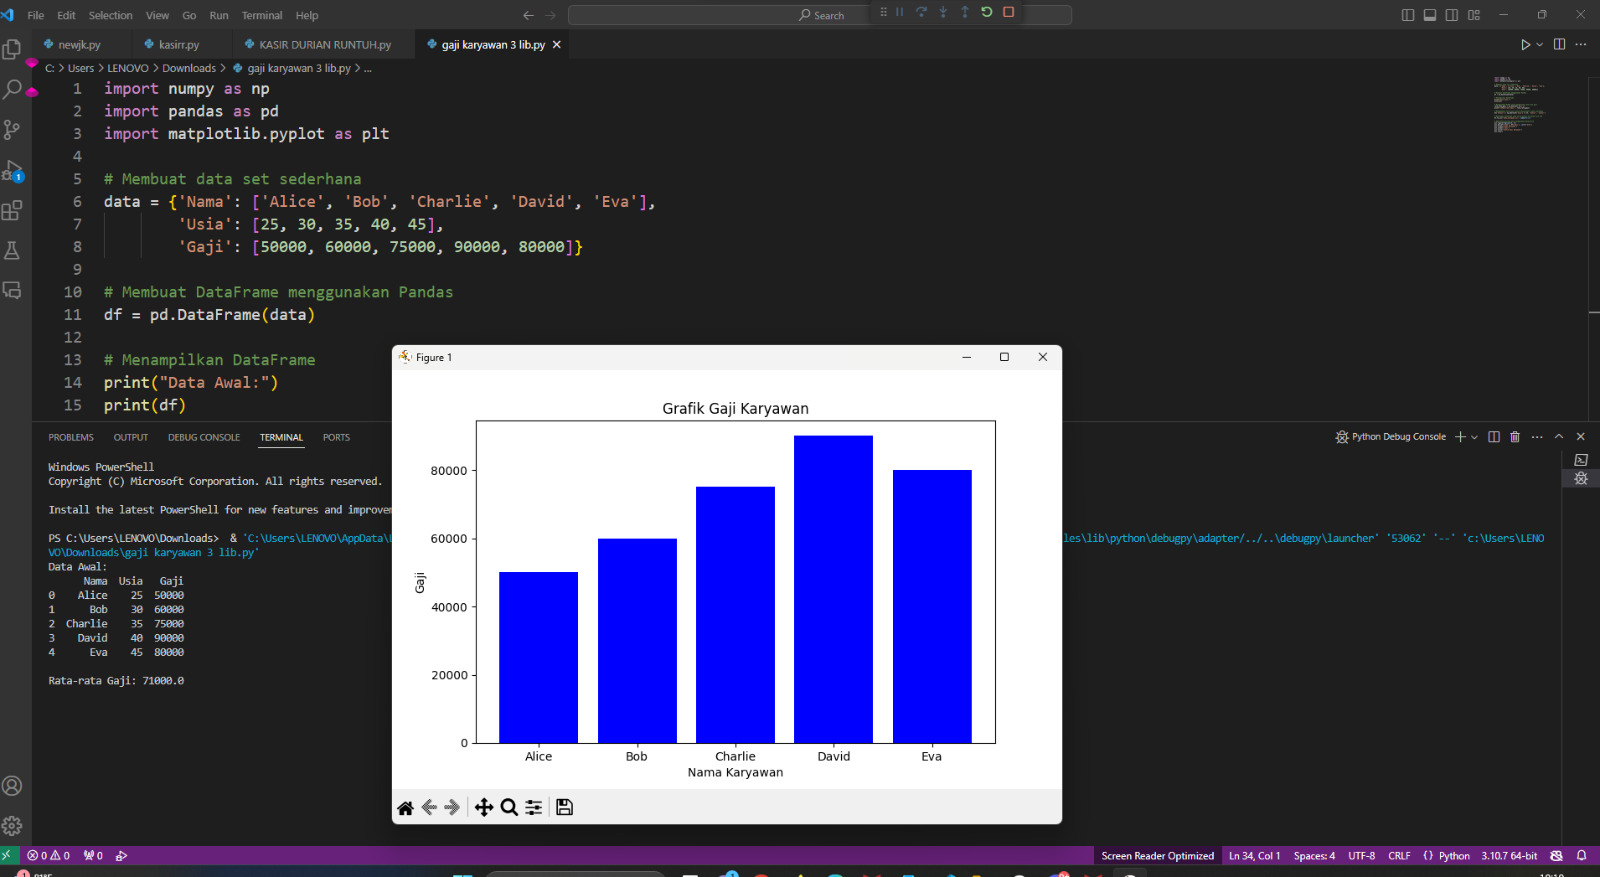 File Edit Selection View Go Run Terminal Help Search
newjk.py kasirr.py KASIR DURIAN RUNTUH.py gaji karyawan 3 lib.py
C: > Users > LENOVO > Downloads > gaji karyawan 3 lib.py > ...
1 import numpy as np
2 import pandas as pd
3 import matplotlib.pyplot as plt
4
5 # Membuat data set sederhana
6 data = {'Nama': ['Alice', 'Bob', 'Charlie', 'David', 'Eva'],
7 'Usia': [25, 30, 35, 40, 45],
8 'Gaji': [50000, 60000, 75000, 90000, 80000]}
9
10 # Membuat DataFrame menggunakan Pandas
11 df = pd.DataFrame(data)
12
13 # Menampilkan DataFrame
14 print("Data Awal:")
15 print(df)
PROBLEMS OUTPUT DEBUG CONSOLE TERMINAL PORTS
Python Debug Console
Windows PowerShell
Copyright (C) Microsoft Corporation. All rights reserved.
Install the latest PowerShell for new features and improvem
PS C:\Users\LENOVO\Downloads> & 'C:\Users\LENOVO\AppData\ les\lib\python\debugpy\adapter/../..\debugpy\launcher' '53062' '--' 'c:\Users\LENO
VO\Downloads\gaji karyawan 3 lib.py'
Data Awal:
Nama Usia Gaji
0 Alice 25 50000
1 Bob 30 60000
2 Charlie 35 75000
3 David 40 90000
4 Eva 45 80000
Rata-rata Gaji: 71000.0
Figure 1
Grafik Gaji Karyawan
80000
60000
40000
20000
0
Gaji
Alice Bob Charlie David Eva
Nama Karyawan
1
0 0 0
Screen Reader Optimized Ln 34, Col 1 Spaces: 4 UTF-8 CRLF {} Python 3.10.7 64-bit